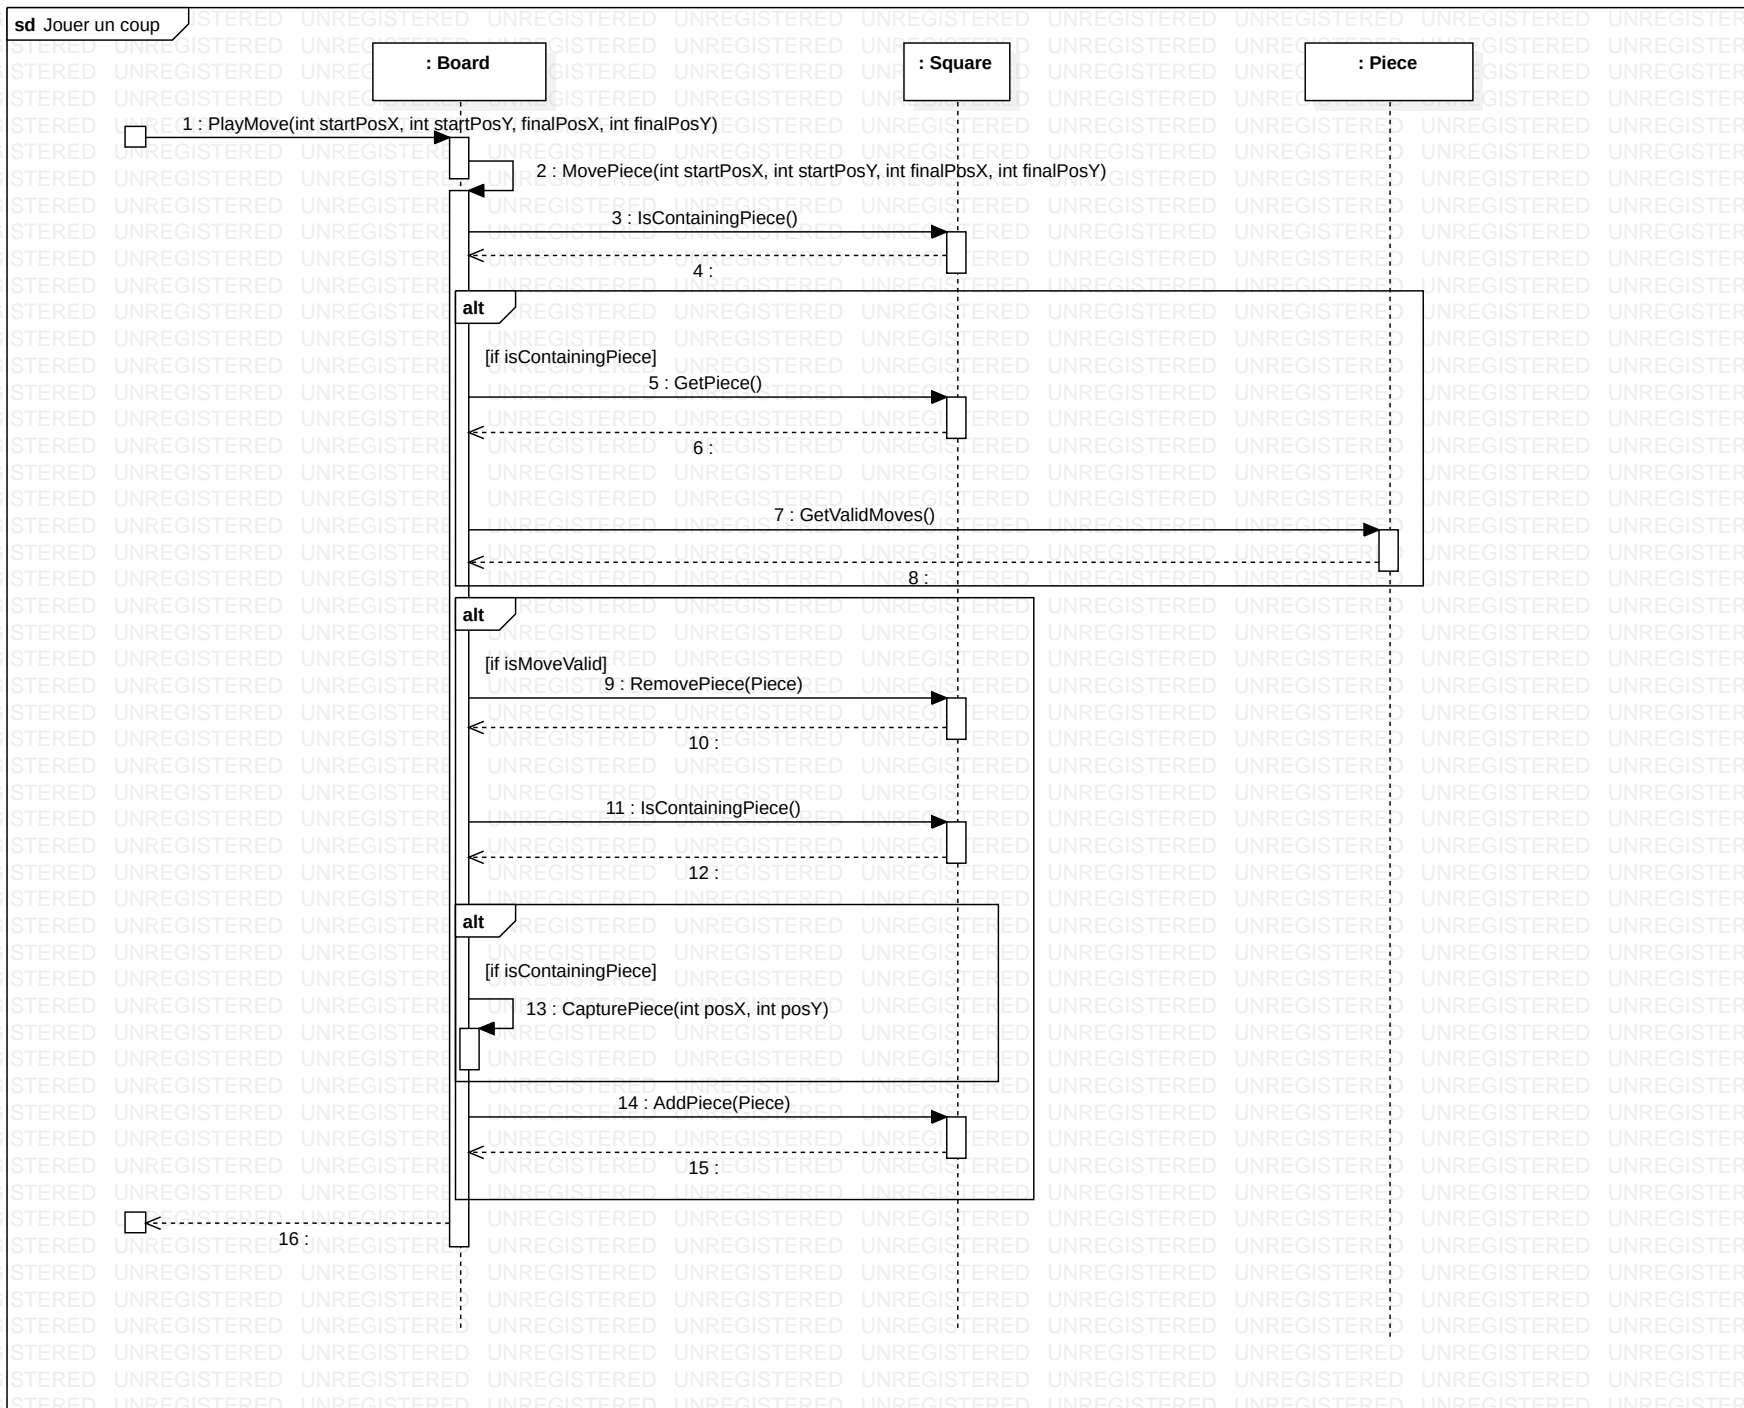 sd Jouer un coup
: Board
: Square
: Piece
1 : PlayMove(int startPosX, int startPosY, finalPosX, int finalPosY)
2 : MovePiece(int startPosX, int startPosY, int finalPosX, int finalPosY)
3 : IsContainingPiece()
4 :
alt
[if isContainingPiece]
5 : GetPiece()
6 :
7 : GetValidMoves()
8 :
alt
[if isMoveValid]
9 : RemovePiece(Piece)
10 :
11 : IsContainingPiece()
12 :
alt
[if isContainingPiece]
13 : CapturePiece(int posX, int posY)
14 : AddPiece(Piece)
15 :
16 :
UNREGISTERED